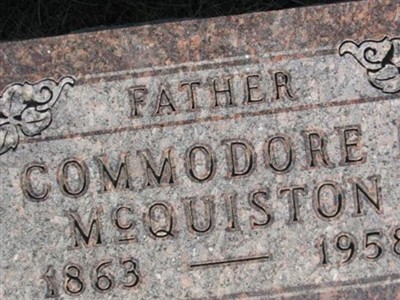 FATHER
COMMODORE
McQUISTON
1863 — 1958